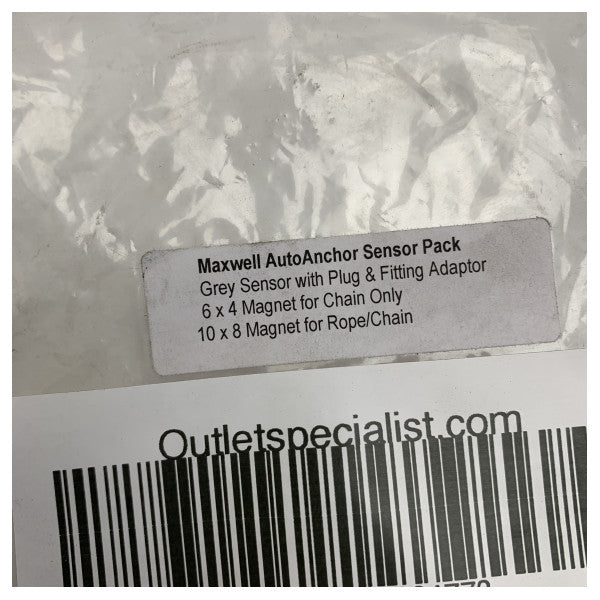 Maxwell AutoAnchor Sensor Pack
Grey Sensor with Plug & Fitting Adaptor
6 x 4 Magnet for Chain Only
10 x 8 Magnet for Rope/Chain
Outletspecialist.com